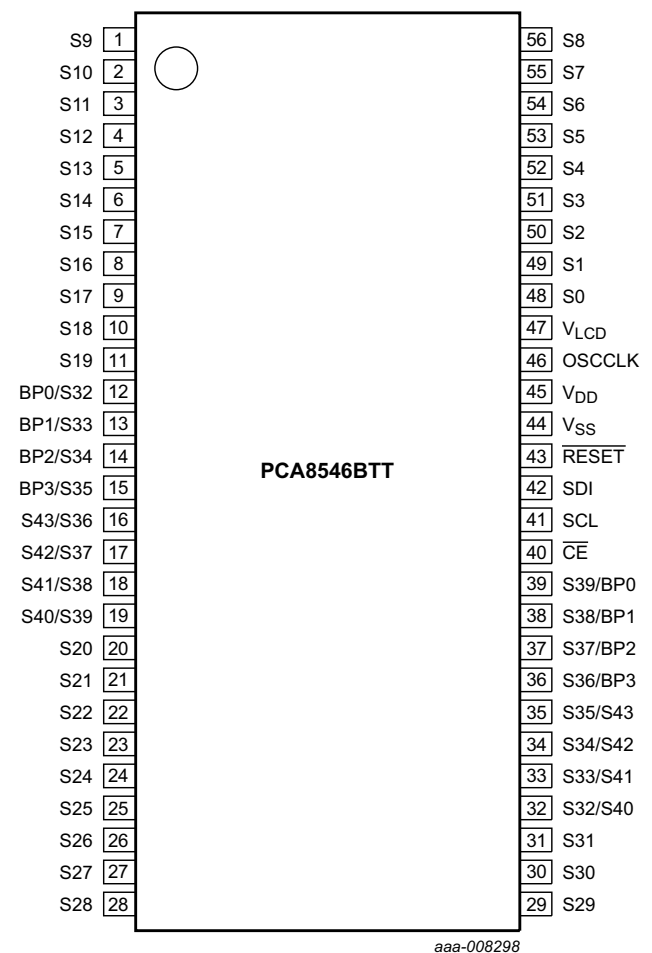 S9 1 56 S8
S10 2 55 S7
S11 3 54 S6
S12 4 53 S5
S13 5 52 S4
S14 6 51 S3
S15 7 50 S2
S16 8 49 S1
S17 9 48 S0
S18 10 47 VLCD
S19 11 46 OSCCLK
BP0/S32 12 45 VDD
BP1/S33 13 44 VSS
BP2/S34 14 43 RESET
PCA8546BTT
BP3/S35 15 42 SDI
S43/S36 16 41 SCL
S42/S37 17 40 CE
S41/S38 18 39 S39/BP0
S40/S39 19 38 S38/BP1
S20 20 37 S37/BP2
S21 21 36 S36/BP3
S22 22 35 S35/S43
S23 23 34 S34/S42
S24 24 33 S33/S41
S25 25 32 S32/S40
S26 26 31 S31
S27 27 30 S30
S28 28 29 S29
aaa-008298